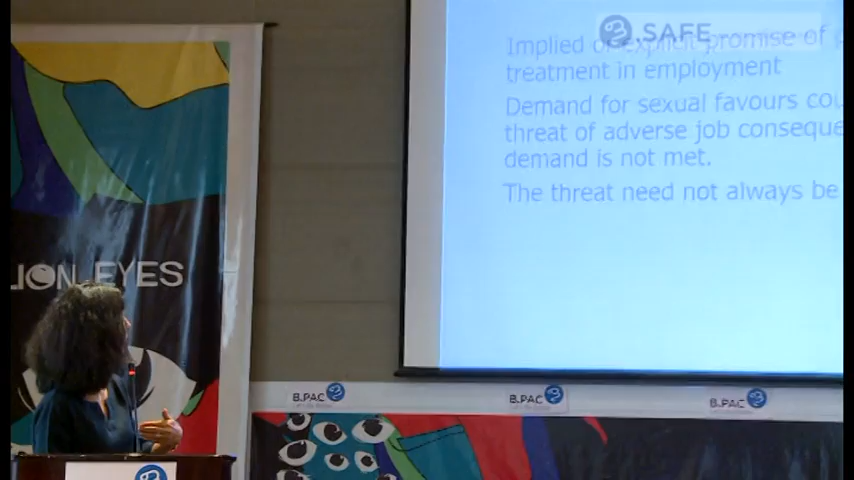 .SAFE
Implied or explicit promise of
treatment in employment
Demand for sexual favours cou
threat of adverse job conseque
demand is not met.
The threat need not always be
LION EYES
B.PAC
B.PAC
B.PAC